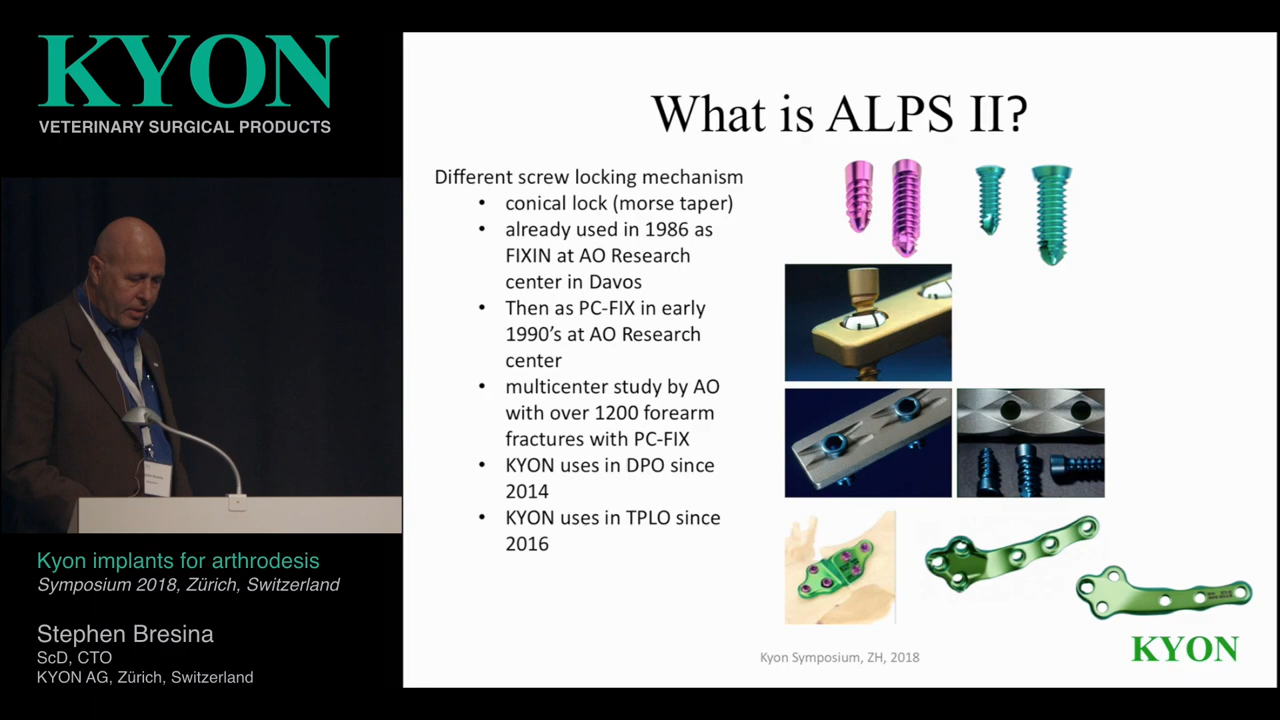 KYON
VETERINARY SURGICAL PRODUCTS
Kyon implants for arthrodesis
Symposium 2018, Zürich, Switzerland
Stephen Bresina
ScD, CTO
KYON AG, Zürich, Switzerland
What is ALPS II?
Different screw locking mechanism
• conical lock (morse taper)
• already used in 1986 as
FIXIN at AO Research
center in Davos
• Then as PC-FIX in early
1990’s at AO Research
center
• multicenter study by AO
with over 1200 forearm
fractures with PC-FIX
• KYON uses in DPO since
2014
• KYON uses in TPLO since
2016
Kyon Symposium, ZH, 2018
KYON